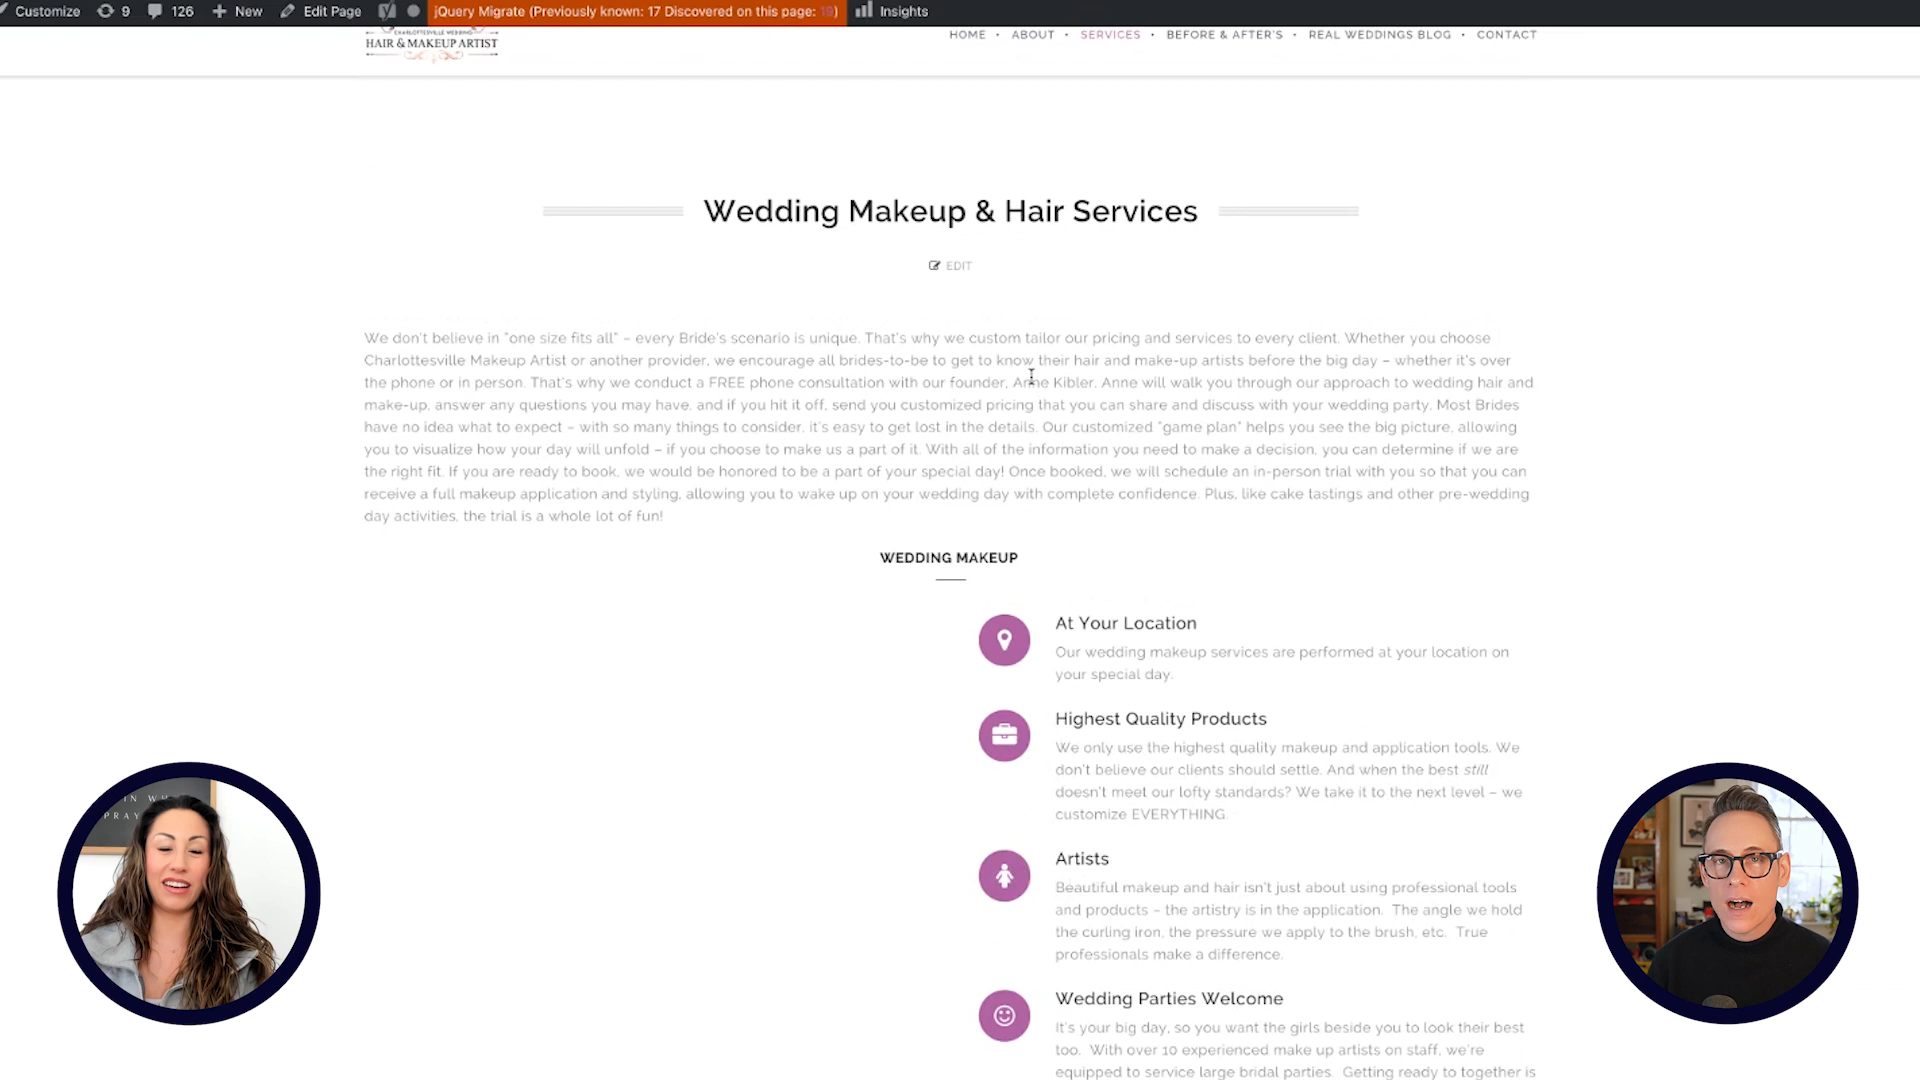 Customize 9 126 New Edit Page jQuery Migrate (Previously known: 17 Discovered on this page: 19) Insights
CHARLOTTESVILLE WEDDING
HAIR & MAKEUP ARTIST
HOME • ABOUT • SERVICES • BEFORE & AFTER'S • REAL WEDDINGS BLOG • CONTACT
Wedding Makeup & Hair Services
EDIT
We don't believe in "one size fits all" – every Bride's scenario is unique. That's why we custom tailor our pricing and services to every client. Whether you choose
Charlottesville Makeup Artist or another provider, we encourage all brides-to-be to get to know their hair and make-up artists before the big day – whether it's over
the phone or in person. That's why we conduct a FREE phone consultation with our founder, Anne Kibler. Anne will walk you through our approach to wedding hair and
make-up, answer any questions you may have, and if you hit it off, send you customized pricing that you can share and discuss with your wedding party. Most Brides
have no idea what to expect – with so many things to consider, it's easy to get lost in the details. Our customized "game plan" helps you see the big picture, allowing
you to visualize how your day will unfold – if you choose to make us a part of it. With all of the information you need to make a decision, you can determine if we are
the right fit. If you are ready to book, we would be honored to be a part of your special day! Once booked, we will schedule an in-person trial with you so that you can
receive a full makeup application and styling, allowing you to wake up on your wedding day with complete confidence. Plus, like cake tastings and other pre-wedding
day activities, the trial is a whole lot of fun!
WEDDING MAKEUP
At Your Location
Our wedding makeup services are performed at your location on
your special day.
Highest Quality Products
We only use the highest quality makeup and application tools. We
don't believe our clients should settle. And when the best still
doesn't meet our lofty standards? We take it to the next level – we
customize EVERYTHING.
Artists
Beautiful makeup and hair isn't just about using professional tools
and products – the artistry is in the application. The angle we hold
the curling iron, the pressure we apply to the brush, etc. True
professionals make a difference.
Wedding Parties Welcome
It's your big day, so you want the girls beside you to look their best
too. With over 10 experienced make up artists on staff, we're
equipped to service large bridal parties. Getting ready to together is
IN W
PRAY